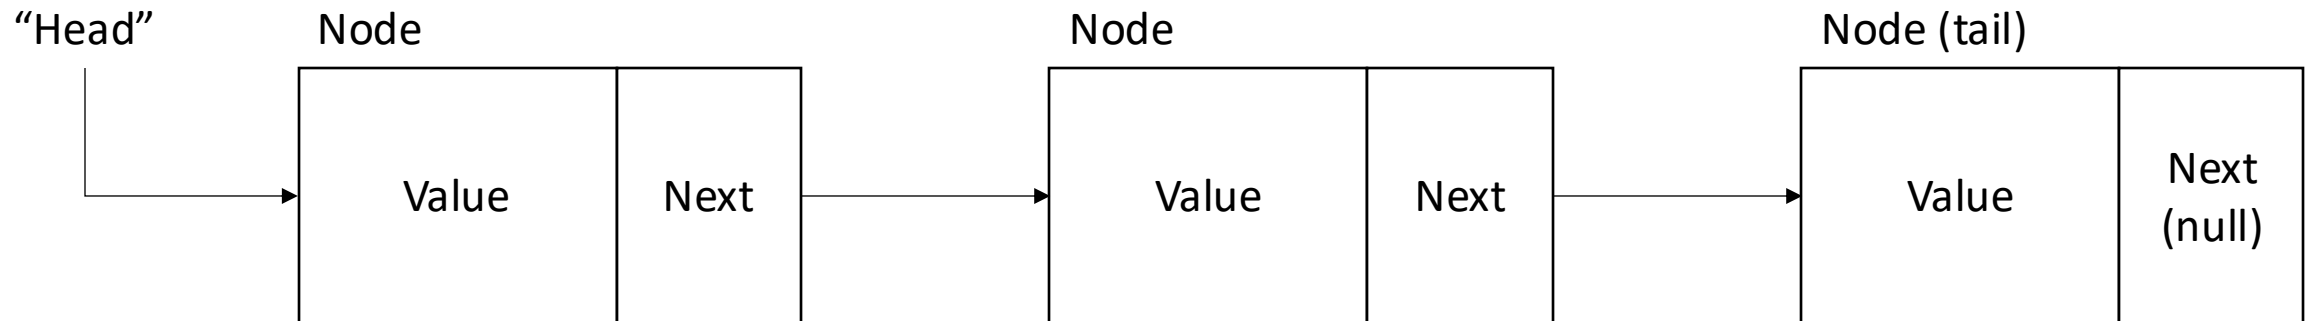 “Head”
Node
Node
Node (tail)
Value
Next
Value
Next
Value
Next
(null)